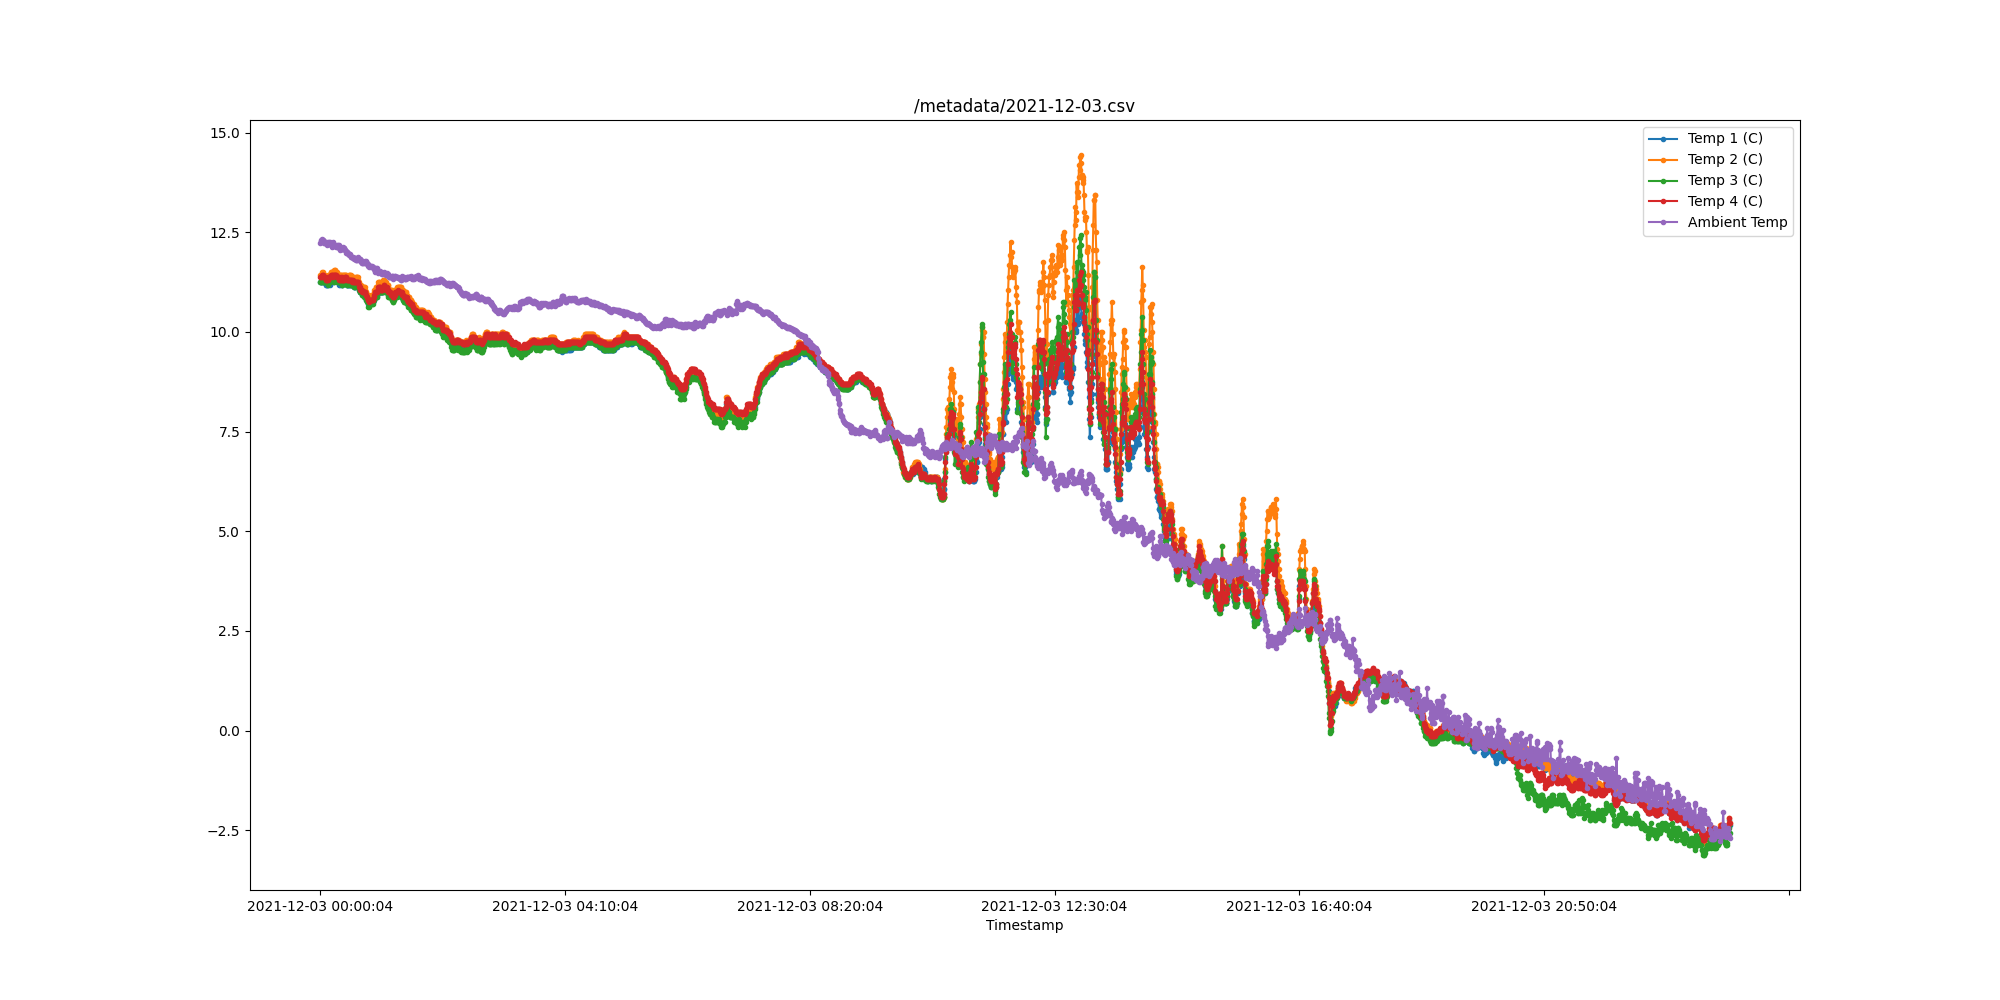 /metadata/2021-12-03.csv
15.0
12.5
10.0
7.5
5.0
2.5
0.0
−2.5
Temp 1 (C)
Temp 2 (C)
Temp 3 (C)
Temp 4 (C)
Ambient Temp
2021-12-03 00:00:04 2021-12-03 04:10:04 2021-12-03 08:20:04 2021-12-03 12:30:04 2021-12-03 16:40:04 2021-12-03 20:50:04
Timestamp